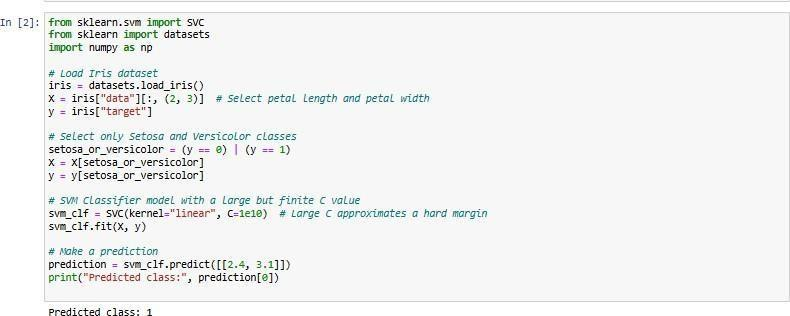 In [2]: from sklearn.svm import SVC
from sklearn import datasets
import numpy as np
# Load Iris dataset
iris = datasets.load_iris()
X = iris["data"][:, (2, 3)]  # Select petal length and petal width
y = iris["target"]
# Select only Setosa and Versicolor classes
setosa_or_versicolor = (y == 0) | (y == 1)
X = X[setosa_or_versicolor]
y = y[setosa_or_versicolor]
# SVM Classifier model with a large but finite C value
svm_clf = SVC(kernel="linear", C=1e10)  # Large C approximates a hard margin
svm_clf.fit(X, y)
# Make a prediction
prediction = svm_clf.predict([[2.4, 3.1]])
print("Predicted class:", prediction[0])
Predicted class: 1